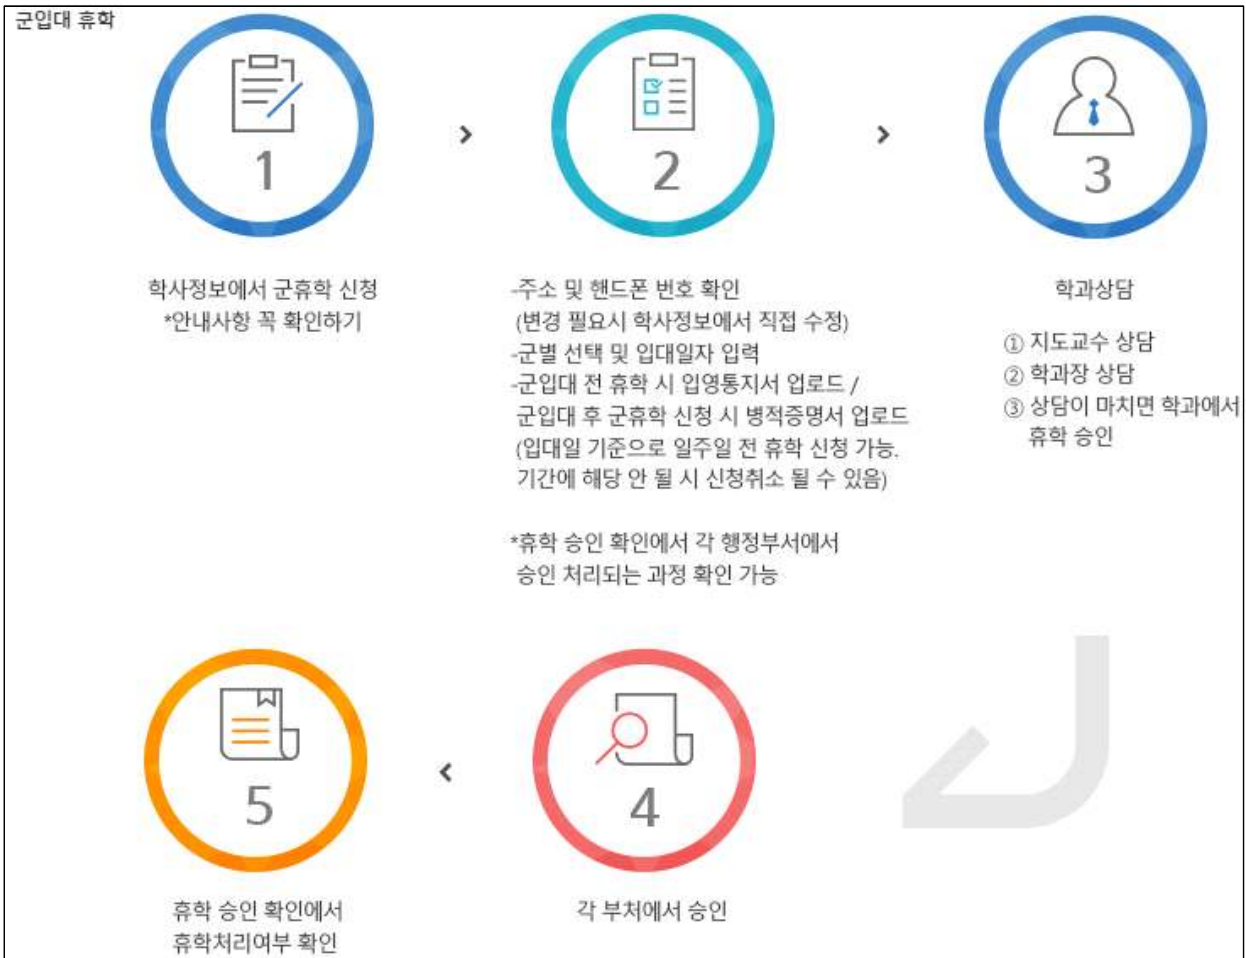 군입대 휴학
1
>
2
>
3
학사정보에서 군휴학 신청
*안내사항 꼭 확인하기
-주소 및 핸드폰 번호 확인
(변경 필요시 학사정보에서 직접 수정)
-군별 선택 및 입대일자 입력
-군입대 전 휴학 시 입영통지서 업로드 /
군입대 후 군휴학 신청 시 병적증명서 업로드
(입대일 기준으로 일주일 전 휴학 신청 가능.
기간에 해당 안 될 시 신청취소 될 수 있음)
*휴학 승인 확인에서 각 행정부서에서
승인 처리되는 과정 확인 가능
학과상담
① 지도교수 상담
② 학과장 상담
③ 상담이 마치면 학과에서
휴학 승인
4
각 부처에서 승인
<
5
휴학 승인 확인에서
휴학처리여부 확인